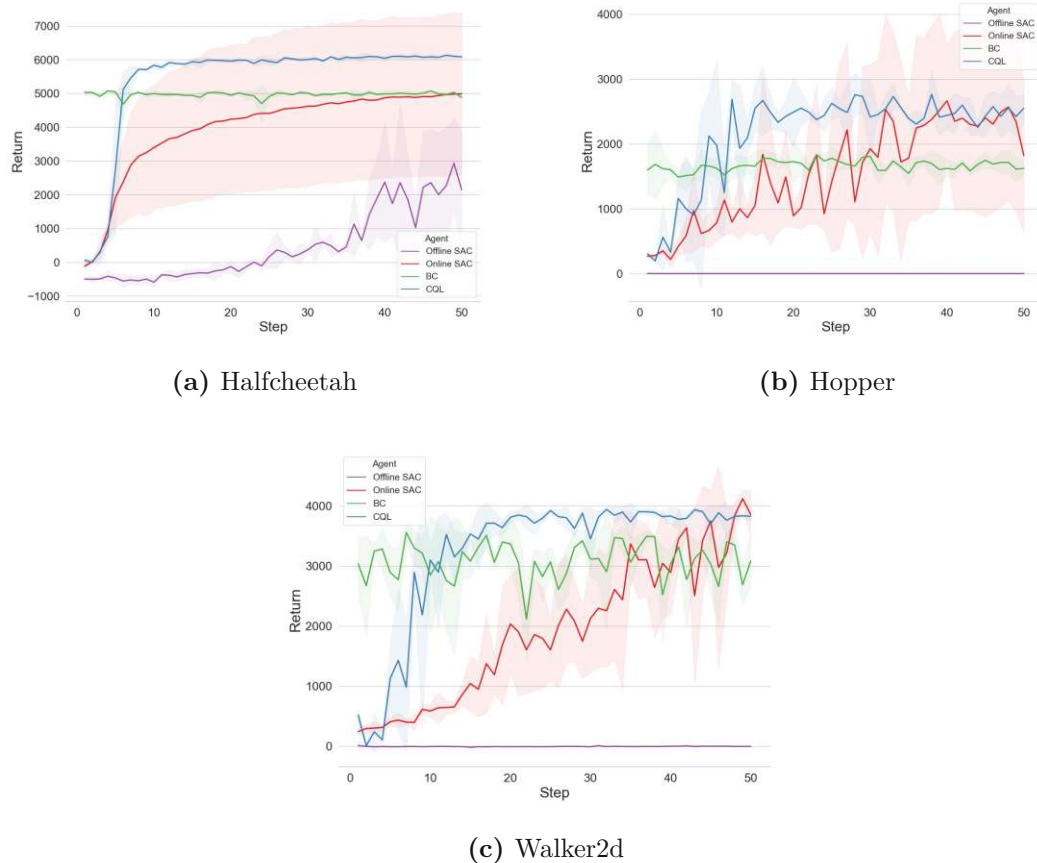 7000
6000
5000
4000
3000
2000
1000
0
−1000
Return
0
10
20
30
40
50
Step
Agent
Offline SAC
Online SAC
BC
CQL
(a) Halfcheetah
4000
3000
2000
1000
0
Return
0
10
20
30
40
50
Step
Agent
Offline SAC
Online SAC
BC
CQL
(b) Hopper
4000
3000
2000
1000
0
Return
0
10
20
30
40
50
Step
Agent
Offline SAC
Online SAC
BC
CQL
(c) Walker2d